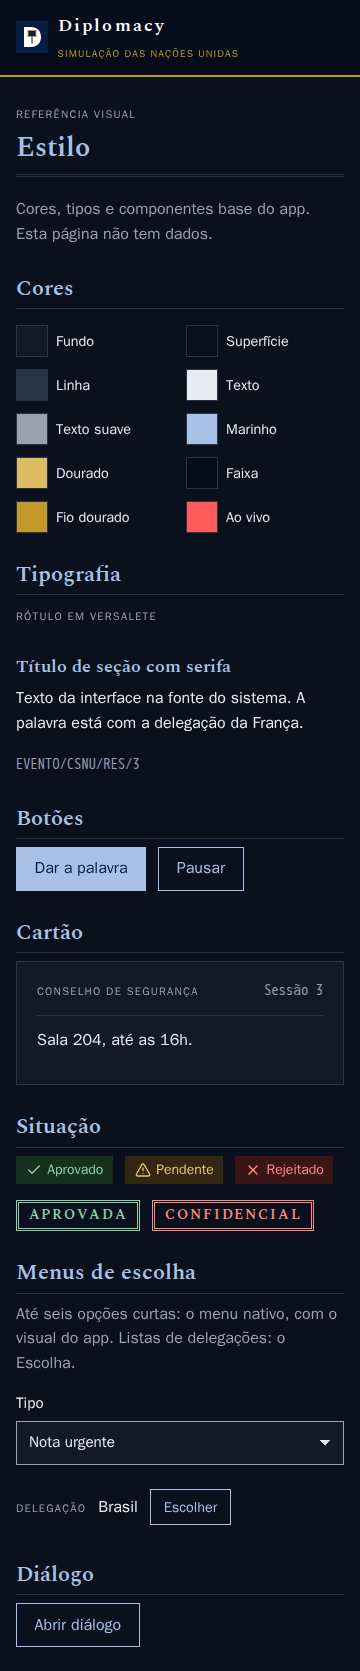 Diplomacy
SIMULAÇÃO DAS NAÇÕES UNIDAS
REFERÊNCIA VISUAL
Estilo
Cores, tipos e componentes base do app.
Esta página não tem dados.
Cores
Fundo
Superfície
Linha
Texto
Texto suave
Marinho
Dourado
Faixa
Fio dourado
Ao vivo
Tipografia
RÓTULO EM VERSALETE
Título de seção com serifa
Texto da interface na fonte do sistema. A
palavra está com a delegação da França.
EVENTO/CSNU/RES/3
Botões
Dar a palavra
Pausar
Cartão
CONSELHO DE SEGURANÇA
Sessão 3
Sala 204, até as 16h.
Situação
Aprovado
Pendente
Rejeitado
APROVADA
CONFIDENCIAL
Menus de escolha
Até seis opções curtas: o menu nativo, com o
visual do app. Listas de delegações: o
Escolha.
Tipo
Nota urgente
DELEGAÇÃO
Brasil
Escolher
Diálogo
Abrir diálogo